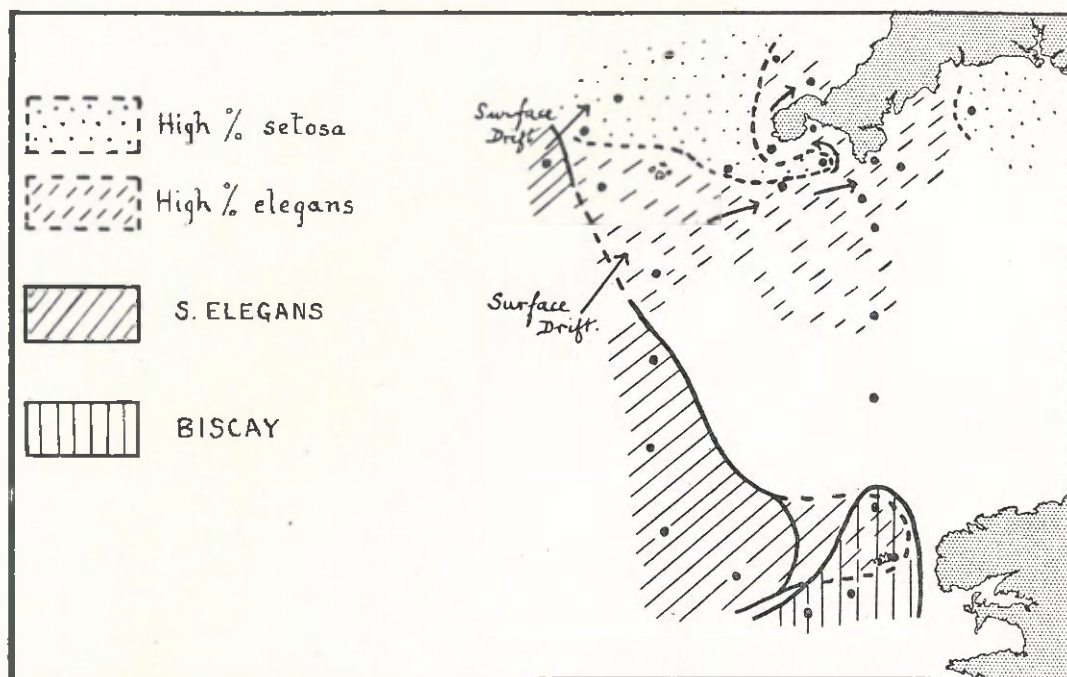 High % setosa
High % elegans
S. ELEGANS
BISCAY
Surface
Drift
Surface
Drift.